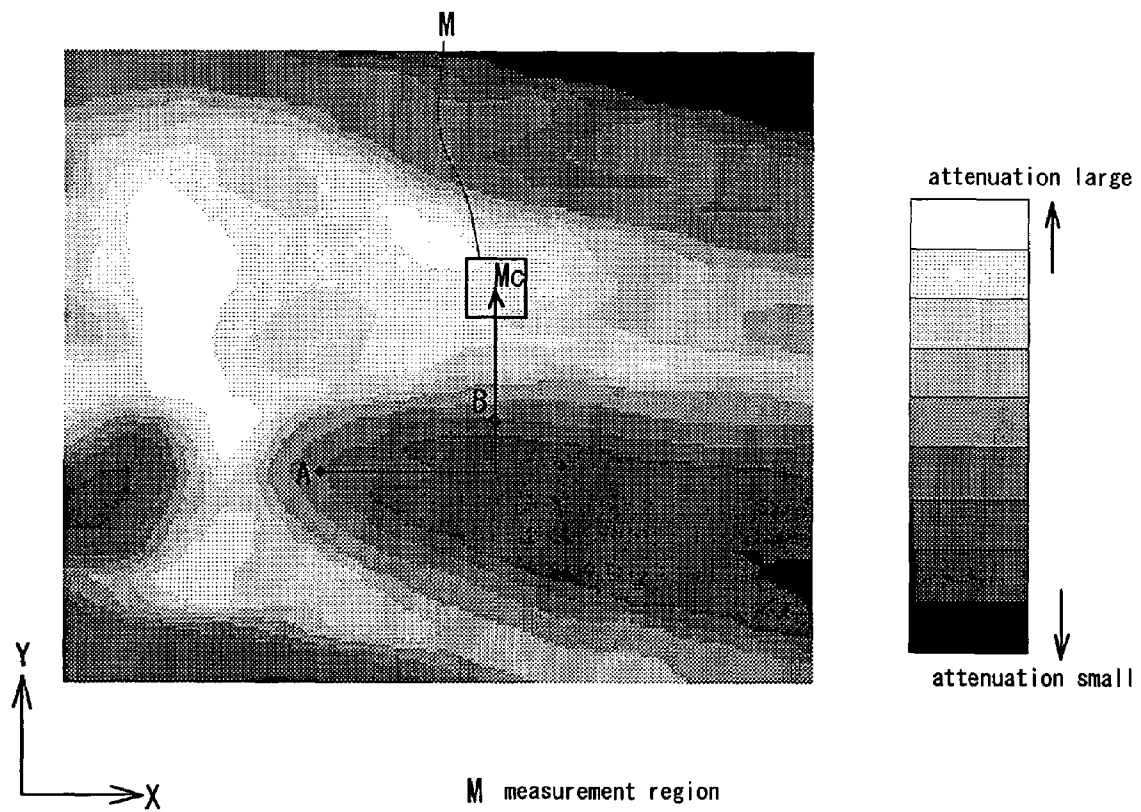 M
attenuation large
Mc
B
A
attenuation small
Y
X
M measurement region